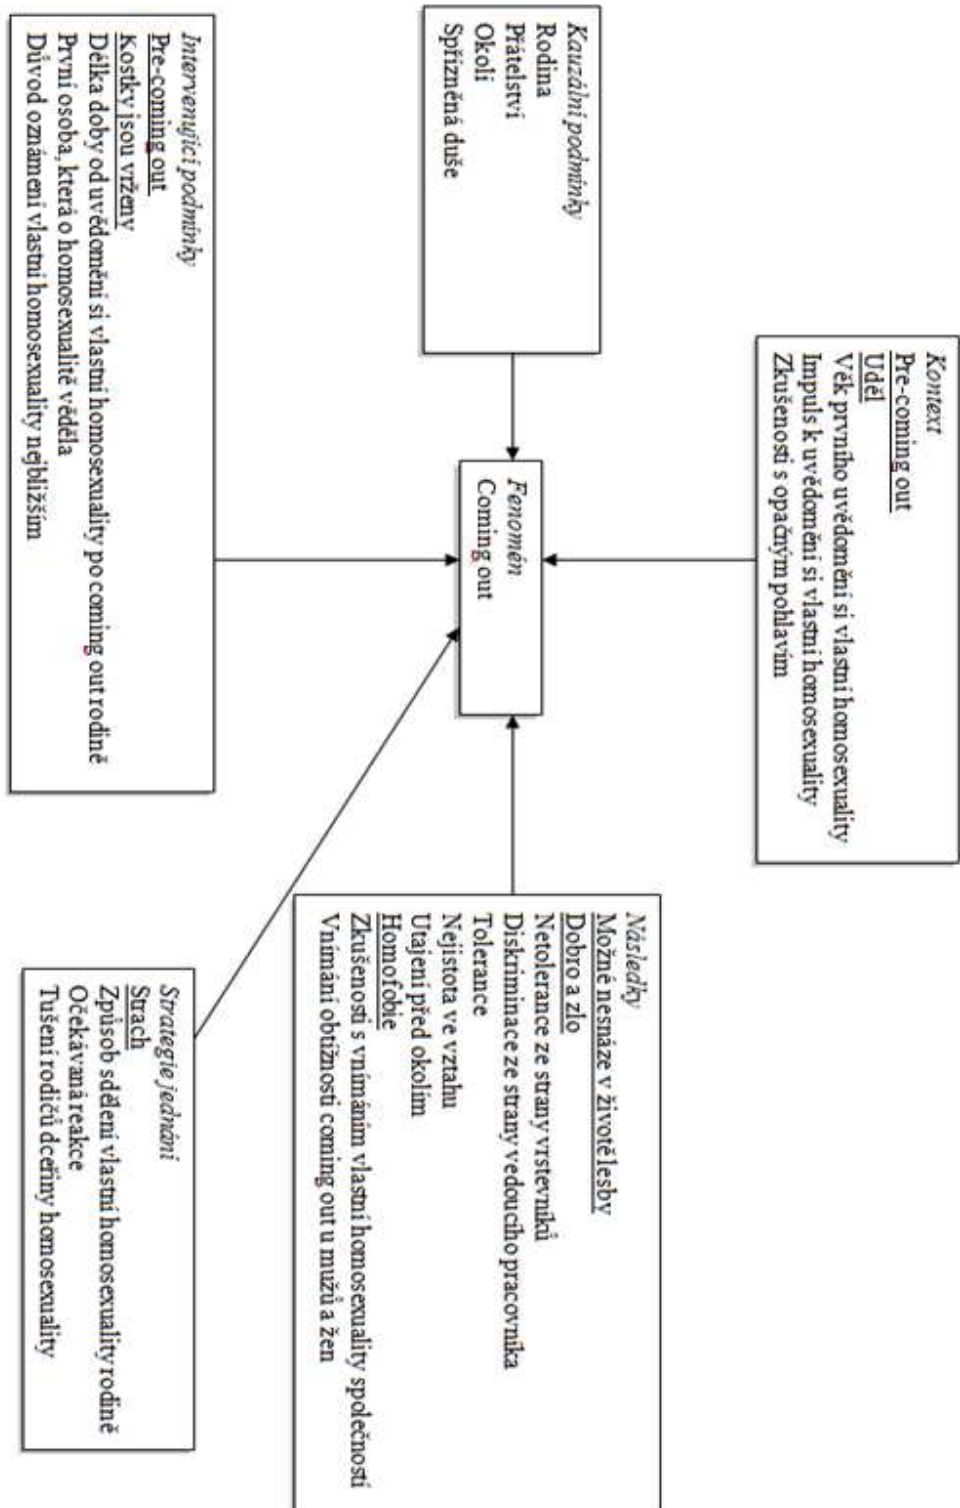 Kontext
Pre-coming out
Úděl
Věk prvního uvědomění si vlastní homosexuality
Impuls k uvědomění si vlastní homosexuality
Zkušenosti s opačným pohlavím
Kauzální podmínky
Rodina
Přátelství
Okolí
Spřízněná duše
Fenomén
Coming out
Následky
Možné nesnáze v životě lesby
Dobro a zlo
Netolerance ze strany vrstevníků
Diskriminace ze strany vedoucího pracovníka
Tolerance
Nejistota ve vztahu
Utajení před okolím
Homofobie
Zkušenosti s vnímáním vlastní homosexuality společností
Vnímání obtížnosti coming out u mužů a žen
Intervenující podmínky
Pre-coming out
Kostky jsou vrženy
Délka doby od uvědomění si vlastní homosexuality po coming out rodině
První osoba, která o homosexualitě věděla
Důvod oznámení vlastní homosexuality nejbližším
Strategie jednání
Strach
Způsob sdělení vlastní homosexuality rodině
Očekávaná reakce
Tušení rodičů dceřiny homosexuality